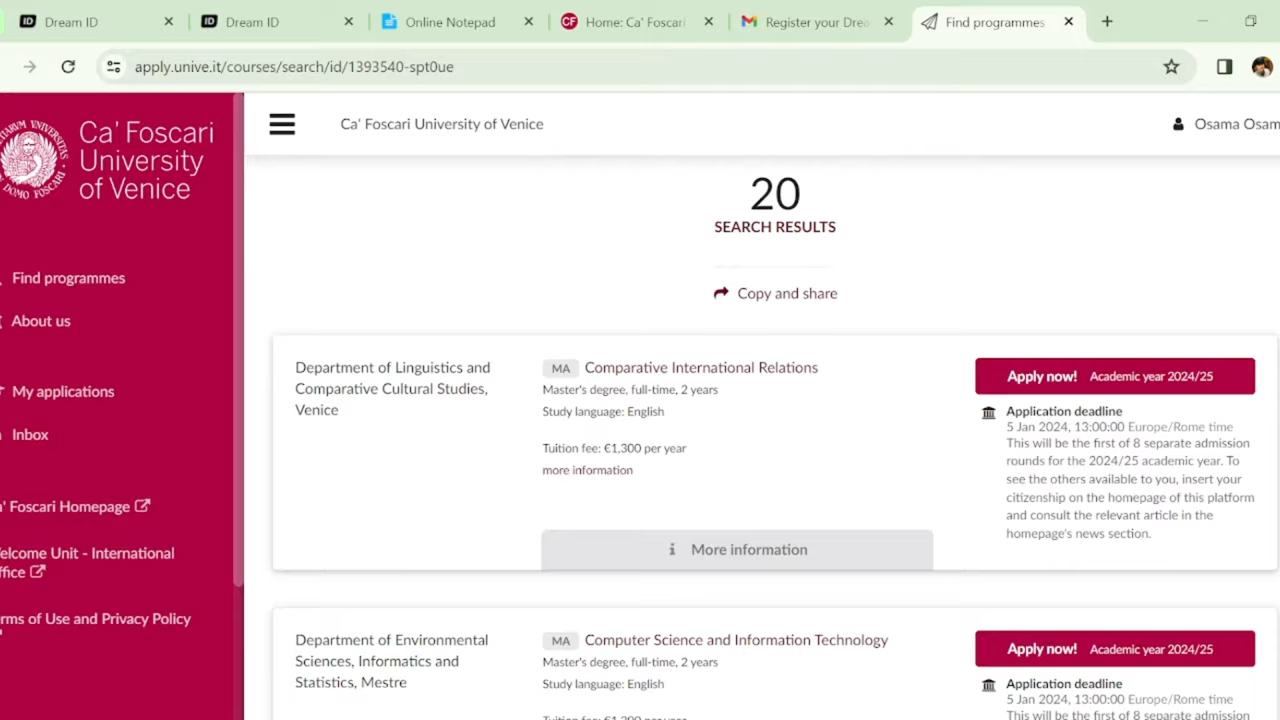 Dream ID
Dream ID
Online Notepad
CF Home: Ca' Foscari
Register your Drea
Find programmes
apply.unive.it/courses/search/id/1393540-spt0ue
Ca' Foscari
University
of Venice
Ca' Foscari University of Venice
Osama Osam
Find programmes
About us
My applications
Inbox
a' Foscari Homepage
elcome Unit - International
ffice
rms of Use and Privacy Policy
20
SEARCH RESULTS
Copy and share
Department of Linguistics and
Comparative Cultural Studies,
Venice
MA Comparative International Relations
Master's degree, full-time, 2 years
Study language: English
Tuition fee: €1,300 per year
more information
More information
Apply now! Academic year 2024/25
Application deadline
5 Jan 2024, 13:00:00 Europe/Rome time
This will be the first of 8 separate admission
rounds for the 2024/25 academic year. To
see the others available to you, insert your
citizenship on the homepage of this platform
and consult the relevant article in the
homepage's news section.
Department of Environmental
Sciences, Informatics and
Statistics, Mestre
MA Computer Science and Information Technology
Master's degree, full-time, 2 years
Study language: English
Apply now! Academic year 2024/25
Application deadline
5 Jan 2024, 13:00:00 Europe/Rome time
This will be the first of 8 separate admission